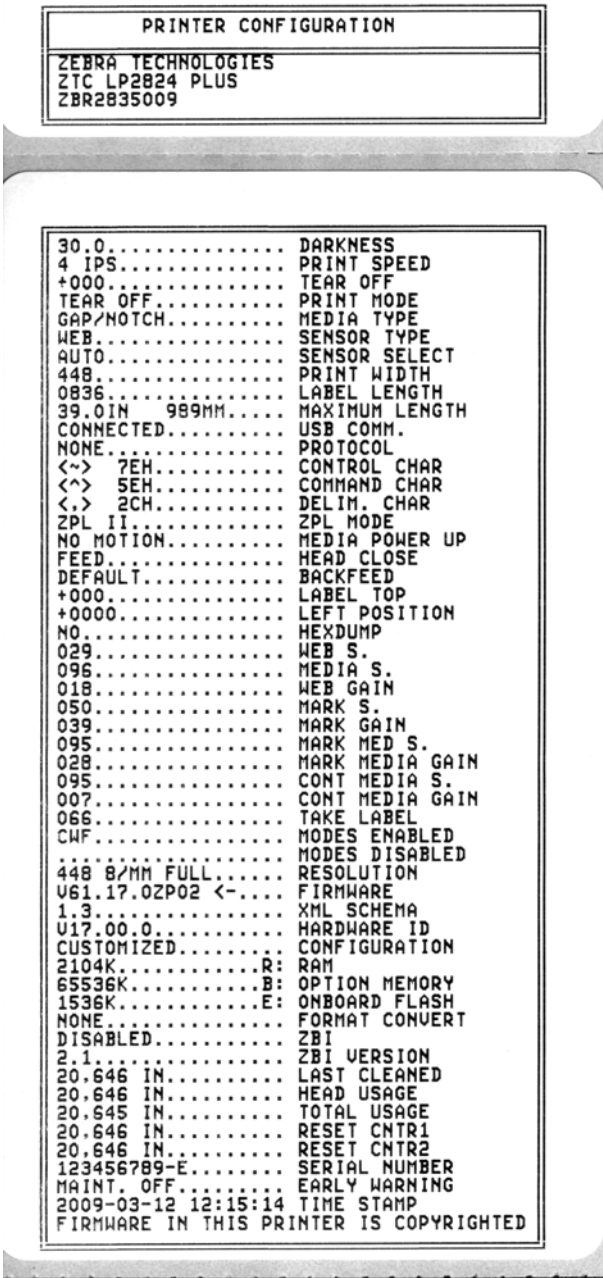 PRINTER CONFIGURATION
ZEBRA TECHNOLOGIES
ZTC LP2824 PLUS
ZBR2835009
30.0............... DARKNESS
4 IPS.............. PRINT SPEED
+000............... TEAR OFF
TEAR OFF........... PRINT MODE
GAP/NOTCH.......... MEDIA TYPE
WEB................ SENSOR TYPE
AUTO............... SENSOR SELECT
448................ PRINT WIDTH
0836............... LABEL LENGTH
39.0IN   989MM..... MAXIMUM LENGTH
CONNECTED.......... USB COMM.
NONE............... PROTOCOL
<~>  7EH........... CONTROL CHAR
<^>  5EH........... COMMAND CHAR
<,>  2CH........... DELIM. CHAR
ZPL II............. ZPL MODE
NO MOTION.......... MEDIA POWER UP
FEED............... HEAD CLOSE
DEFAULT............ BACKFEED
+000............... LABEL TOP
+0000.............. LEFT POSITION
NO................. HEXDUMP
029................ WEB S.
096................ MEDIA S.
018................ WEB GAIN
050................ MARK S.
039................ MARK GAIN
095................ MARK MED S.
028................ MARK MEDIA GAIN
095................ CONT MEDIA S.
007................ CONT MEDIA GAIN
066................ TAKE LABEL
CWF................ MODES ENABLED
................... MODES DISABLED
448 8/MM FULL...... RESOLUTION
V61.17.0ZP02 <-.... FIRMWARE
1.3................ XML SCHEMA
V17.00.0........... HARDWARE ID
CUSTOMIZED......... CONFIGURATION
2104K............R: RAM
65536K...........B: OPTION MEMORY
1536K............E: ONBOARD FLASH
NONE............... FORMAT CONVERT
DISABLED........... ZBI
2.1................ ZBI VERSION
20,646 IN.......... LAST CLEANED
20,646 IN.......... HEAD USAGE
20,645 IN.......... TOTAL USAGE
20,646 IN.......... RESET CNTR1
20,646 IN.......... RESET CNTR2
123456789-E........ SERIAL NUMBER
MAINT. OFF......... EARLY WARNING
2009-03-12 12:15:14 TIME STAMP
FIRMWARE IN THIS PRINTER IS COPYRIGHTED